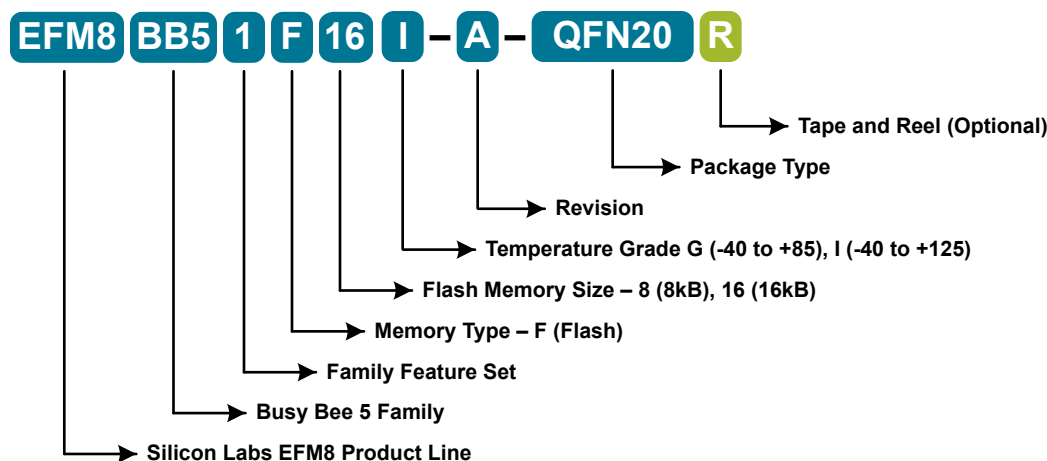 EFM8 BB5 1 F 16 I – A – QFN20 R
Tape and Reel (Optional)
Package Type
Revision
Temperature Grade G (-40 to +85), I (-40 to +125)
Flash Memory Size – 8 (8kB), 16 (16kB)
Memory Type – F (Flash)
Family Feature Set
Busy Bee 5 Family
Silicon Labs EFM8 Product Line